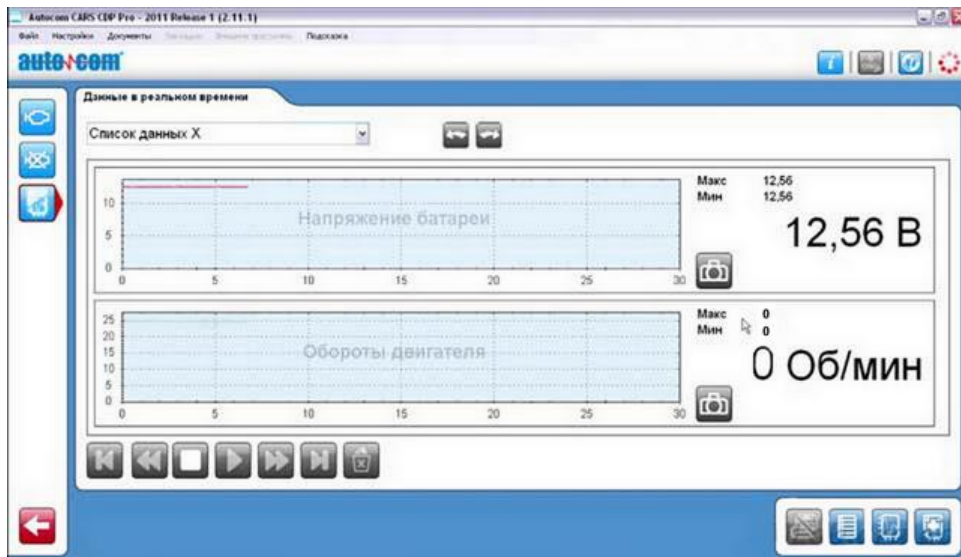 Autocom CARS CDP Pro - 2011 Release 1 (2.11.1)
Файл Настройки Документы Подсказка
autocom
Данные в реальном времени
Список данных X
Макс 12,56
Мин 12,56
12,56 В
Напряжение батареи
10
5
0
0 5 10 15 20 25 30
Макс 0
Мин 0
0 Об/мин
Обороты двигателя
25
20
15
10
5
0
0 5 10 15 20 25 30